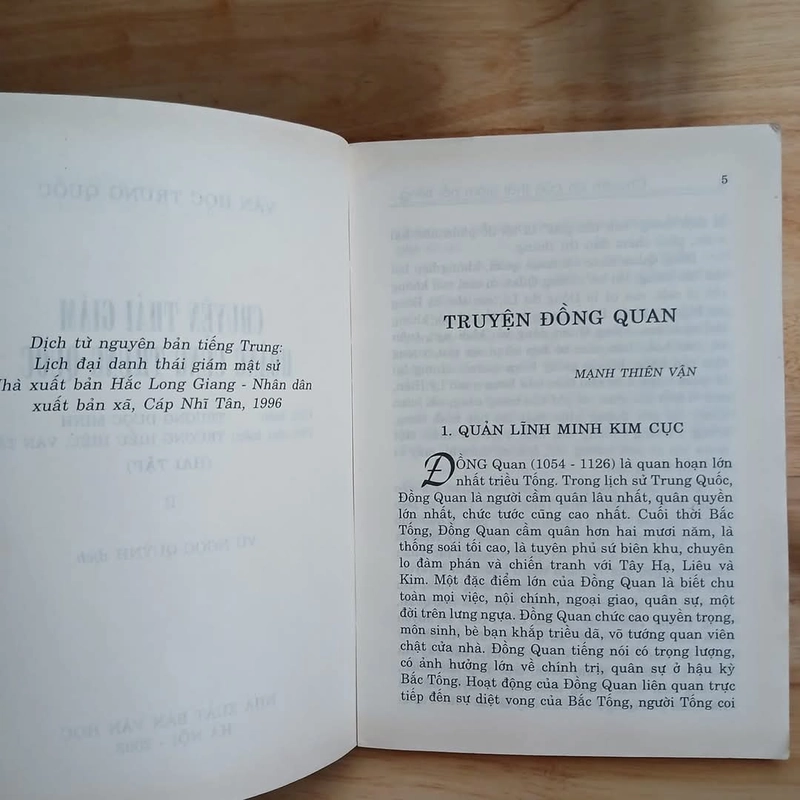 Dịch từ nguyên bản tiếng Trung:
Lịch đại danh thái giám mật sử
hà xuất bản Hắc Long Giang - Nhân dân
xuất bản xã, Cáp Nhĩ Tân, 1996
5
TRUYỆN ĐỒNG QUAN
MẠNH THIÊN VẬN
1. QUẢN LĨNH MINH KIM CỤC
ĐỒNG Quan (1054 - 1126) là quan hoạn lớn
nhất triều Tống. Trong lịch sử Trung Quốc,
Đồng Quan là người cầm quân lâu nhất, quân quyền
lớn nhất, chức tước cũng cao nhất. Cuối thời Bắc
Tống, Đồng Quan cầm quân hơn hai mươi năm, là
thống soái tối cao, là tuyên phủ sứ biên khu, chuyên
lo đàm phán và chiến tranh với Tây Hạ, Liêu và
Kim. Một đặc điểm lớn của Đồng Quan là biết chu
toàn mọi việc, nội chính, ngoại giao, quân sự, một
đời trên lưng ngựa. Đồng Quan chức cao quyền trọng,
môn sinh, bè bạn khắp triều dã, võ tướng quan viên
chật cửa nhà. Đồng Quan tiếng nói có trọng lượng,
có ảnh hưởng lớn về chính trị, quân sự ở hậu kỳ
Bắc Tống. Hoạt động của Đồng Quan liên quan trực
tiếp đến sự diệt vong của Bắc Tống, người Tống coi